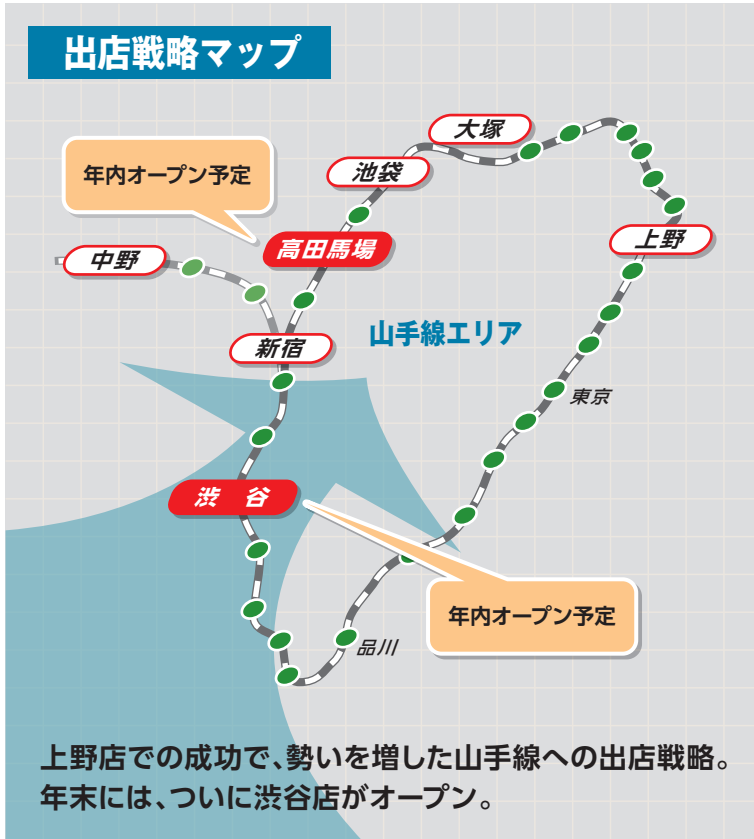 出店戦略マップ
大塚
年内オープン予定
池袋
高田馬場
上野
中野
新宿
山手線エリア
東京
渋 谷
年内オープン予定
品川
上野店での成功で、勢いを増した山手線への出店戦略。
年末には、ついに渋谷店がオープン。